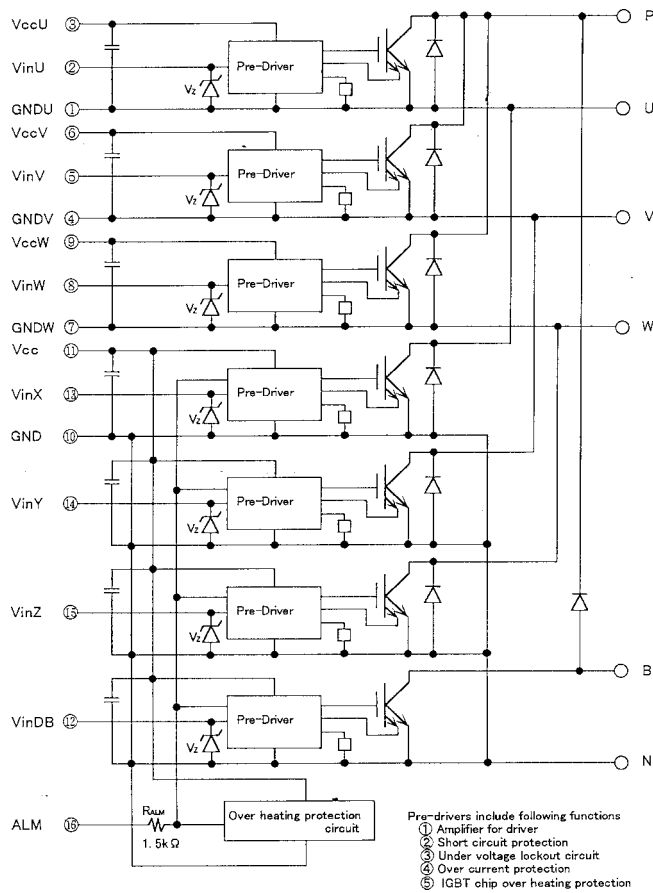 VccU ③ P
VinU ② Pre-Driver
Vz
GNDU ① U
VccV ⑥
VinV ⑤ Pre-Driver
Vz
GNDV ④ V
VccW ⑨
VinW ⑧ Pre-Driver
Vz
GNDW ⑦ W
Vcc ⑪
VinX ⑬ Pre-Driver
Vz
GND ⑩
VinY ⑭ Pre-Driver
Vz
VinZ ⑮ Pre-Driver
Vz
B
VinDB ⑫ Pre-Driver
Vz
N
ALM ⑯ RALM
1.5kΩ
Over heating protection
circuit
Pre-drivers include following functions
① Amplifier for driver
② Short circuit protection
③ Under voltage lockout circuit
④ Over current protection
⑤ IGBT chip over heating protection